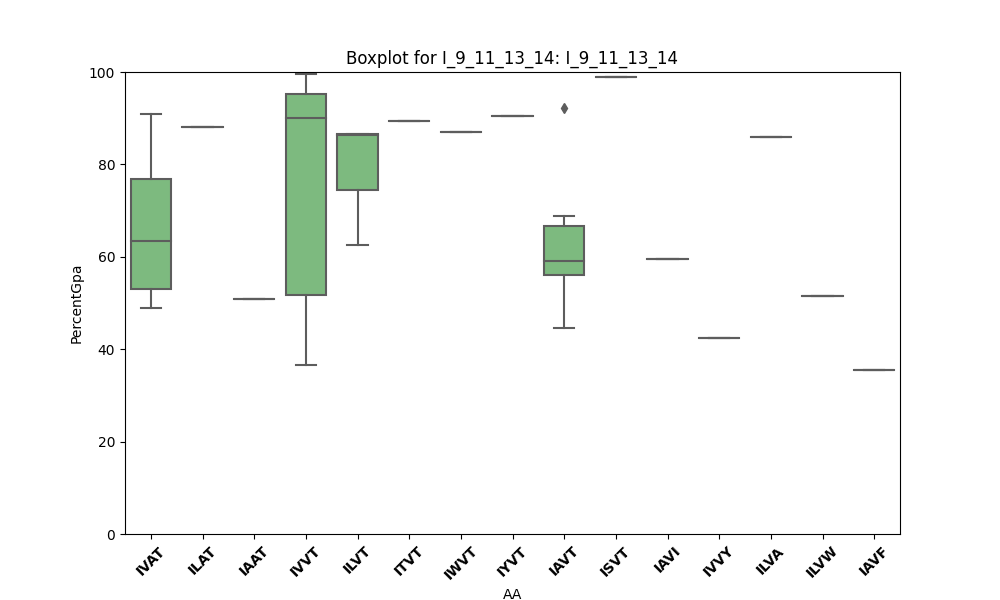 Boxplot for I_9_11_13_14: I_9_11_13_14
100
80
60
40
20
0
PercentGpa
IVAT
ILAT
IAAT
IVVT
ILVT
ITVT
IWVT
IYVT
IAVT
ISVT
IAVI
IVVY
ILVA
ILVW
IAVF
AA